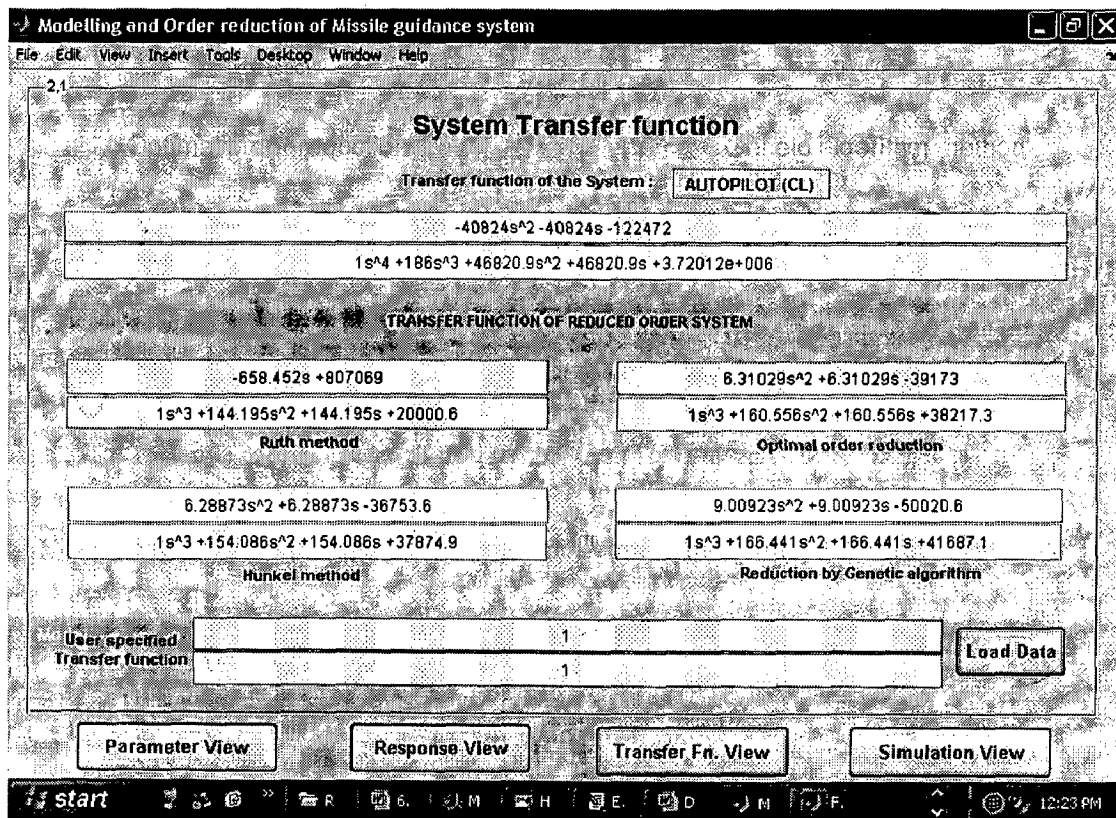 Modelling and Order reduction of Missile guidance system
File Edit View Insert Tools Desktop Window Help
2,1
System Transfer function
Transfer function of the System : AUTOPILOT (CL)
-40824s^2 -40824s -122472
1s^4 +186s^3 +46820.9s^2 +46820.9s +3.72012e+006
TRANSFER FUNCTION OF REDUCED ORDER SYSTEM
-658.452s +807069
1s^3 +144.195s^2 +144.195s +20000.6
Ruth method
6.31029s^2 +6.31029s -39173
1s^3 +160.556s^2 +160.556s +38217.3
Optimal order reduction
6.28873s^2 +6.28873s -36753.6
1s^3 +154.086s^2 +154.086s +37874.9
Hunkel method
9.00923s^2 +9.00923s -50020.6
1s^3 +166.441s^2 +166.441s +41687.1
Reduction by Genetic algorithm
User specified
Transfer function
1
1
Load Data
Parameter View Response View Transfer Fn. View Simulation View
start R 6. M H E. D M F. 12:23 PM